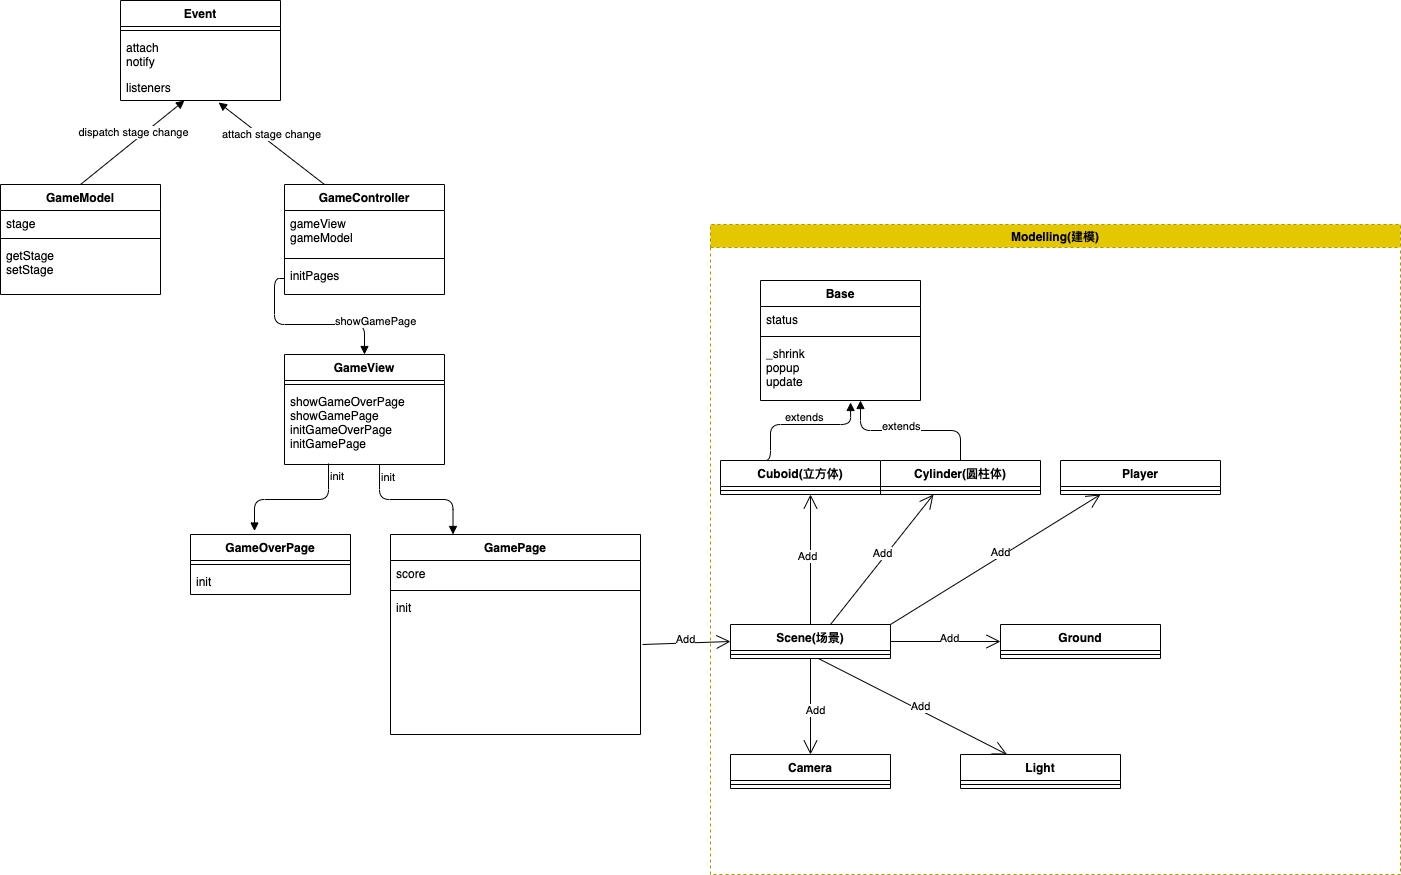 Event
attach
notify
listeners
dispatch stage change
attach stage change
GameModel
stage
getStage
setStage
GameController
gameView
gameModel
initPages
showGamePage
GameView
showGameOverPage
showGamePage
initGameOverPage
initGamePage
init
init
GameOverPage
init
GamePage
score
init
Add
Modelling(建模)
Base
status
_shrink
popup
update
extends
extends
Cuboid(立方体)
Cylinder(圆柱体)
Player
Add
Add
Add
Scene(场景)
Add
Ground
Add
Add
Camera
Light